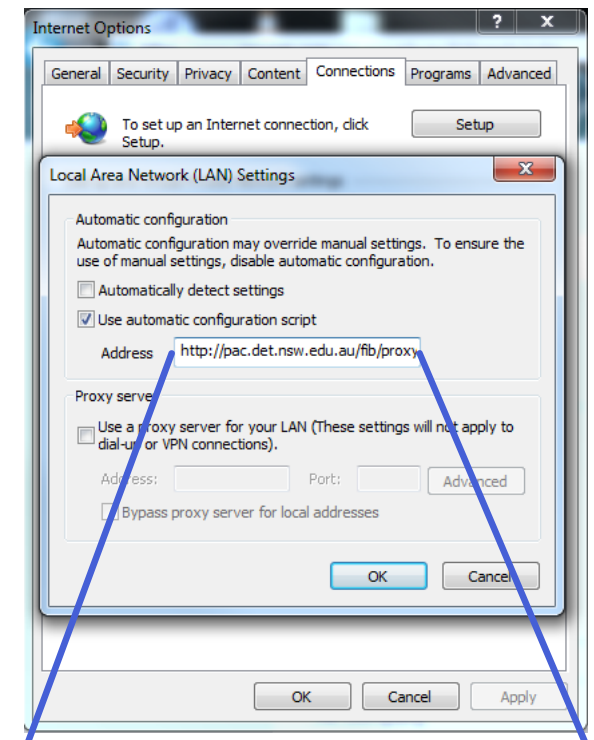 Internet Options
? X
General Security Privacy Content Connections Programs Advanced
To set up an Internet connection, click
Setup.
Setup
Local Area Network (LAN) Settings
X
Automatic configuration
Automatic configuration may override manual settings. To ensure the
use of manual settings, disable automatic configuration.
Automatically detect settings
Use automatic configuration script
Address http://pac.det.nsw.edu.au/fib/proxy
Proxy server
Use a proxy server for your LAN (These settings will not apply to
dial-up or VPN connections).
Address: Port: Advanced
Bypass proxy server for local addresses
OK Cancel
OK Cancel Apply